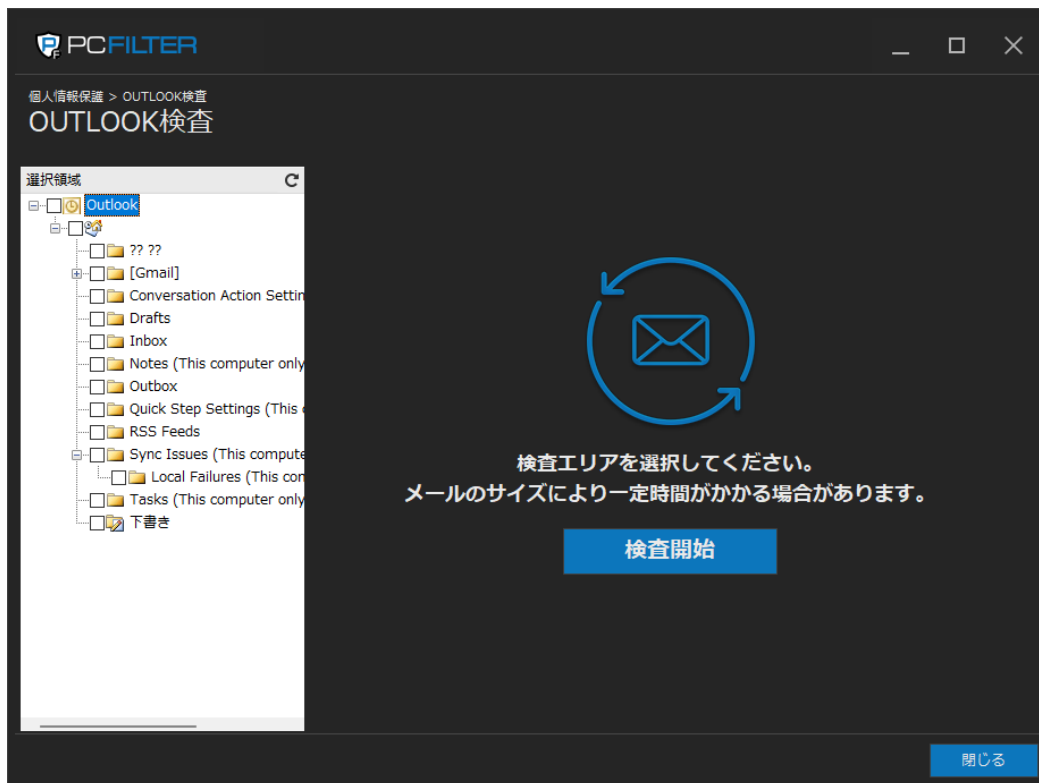 PCFILTER
個人情報保護 > OUTLOOK検査
OUTLOOK検査
選択領域
Outlook
?? ??
[Gmail]
Conversation Action Settin
Drafts
Inbox
Notes (This computer only
Outbox
Quick Step Settings (This
RSS Feeds
Sync Issues (This compute
Local Failures (This con
Tasks (This computer only
下書き
検査エリアを選択してください。
メールのサイズにより一定時間がかかる場合があります。
検査開始
閉じる